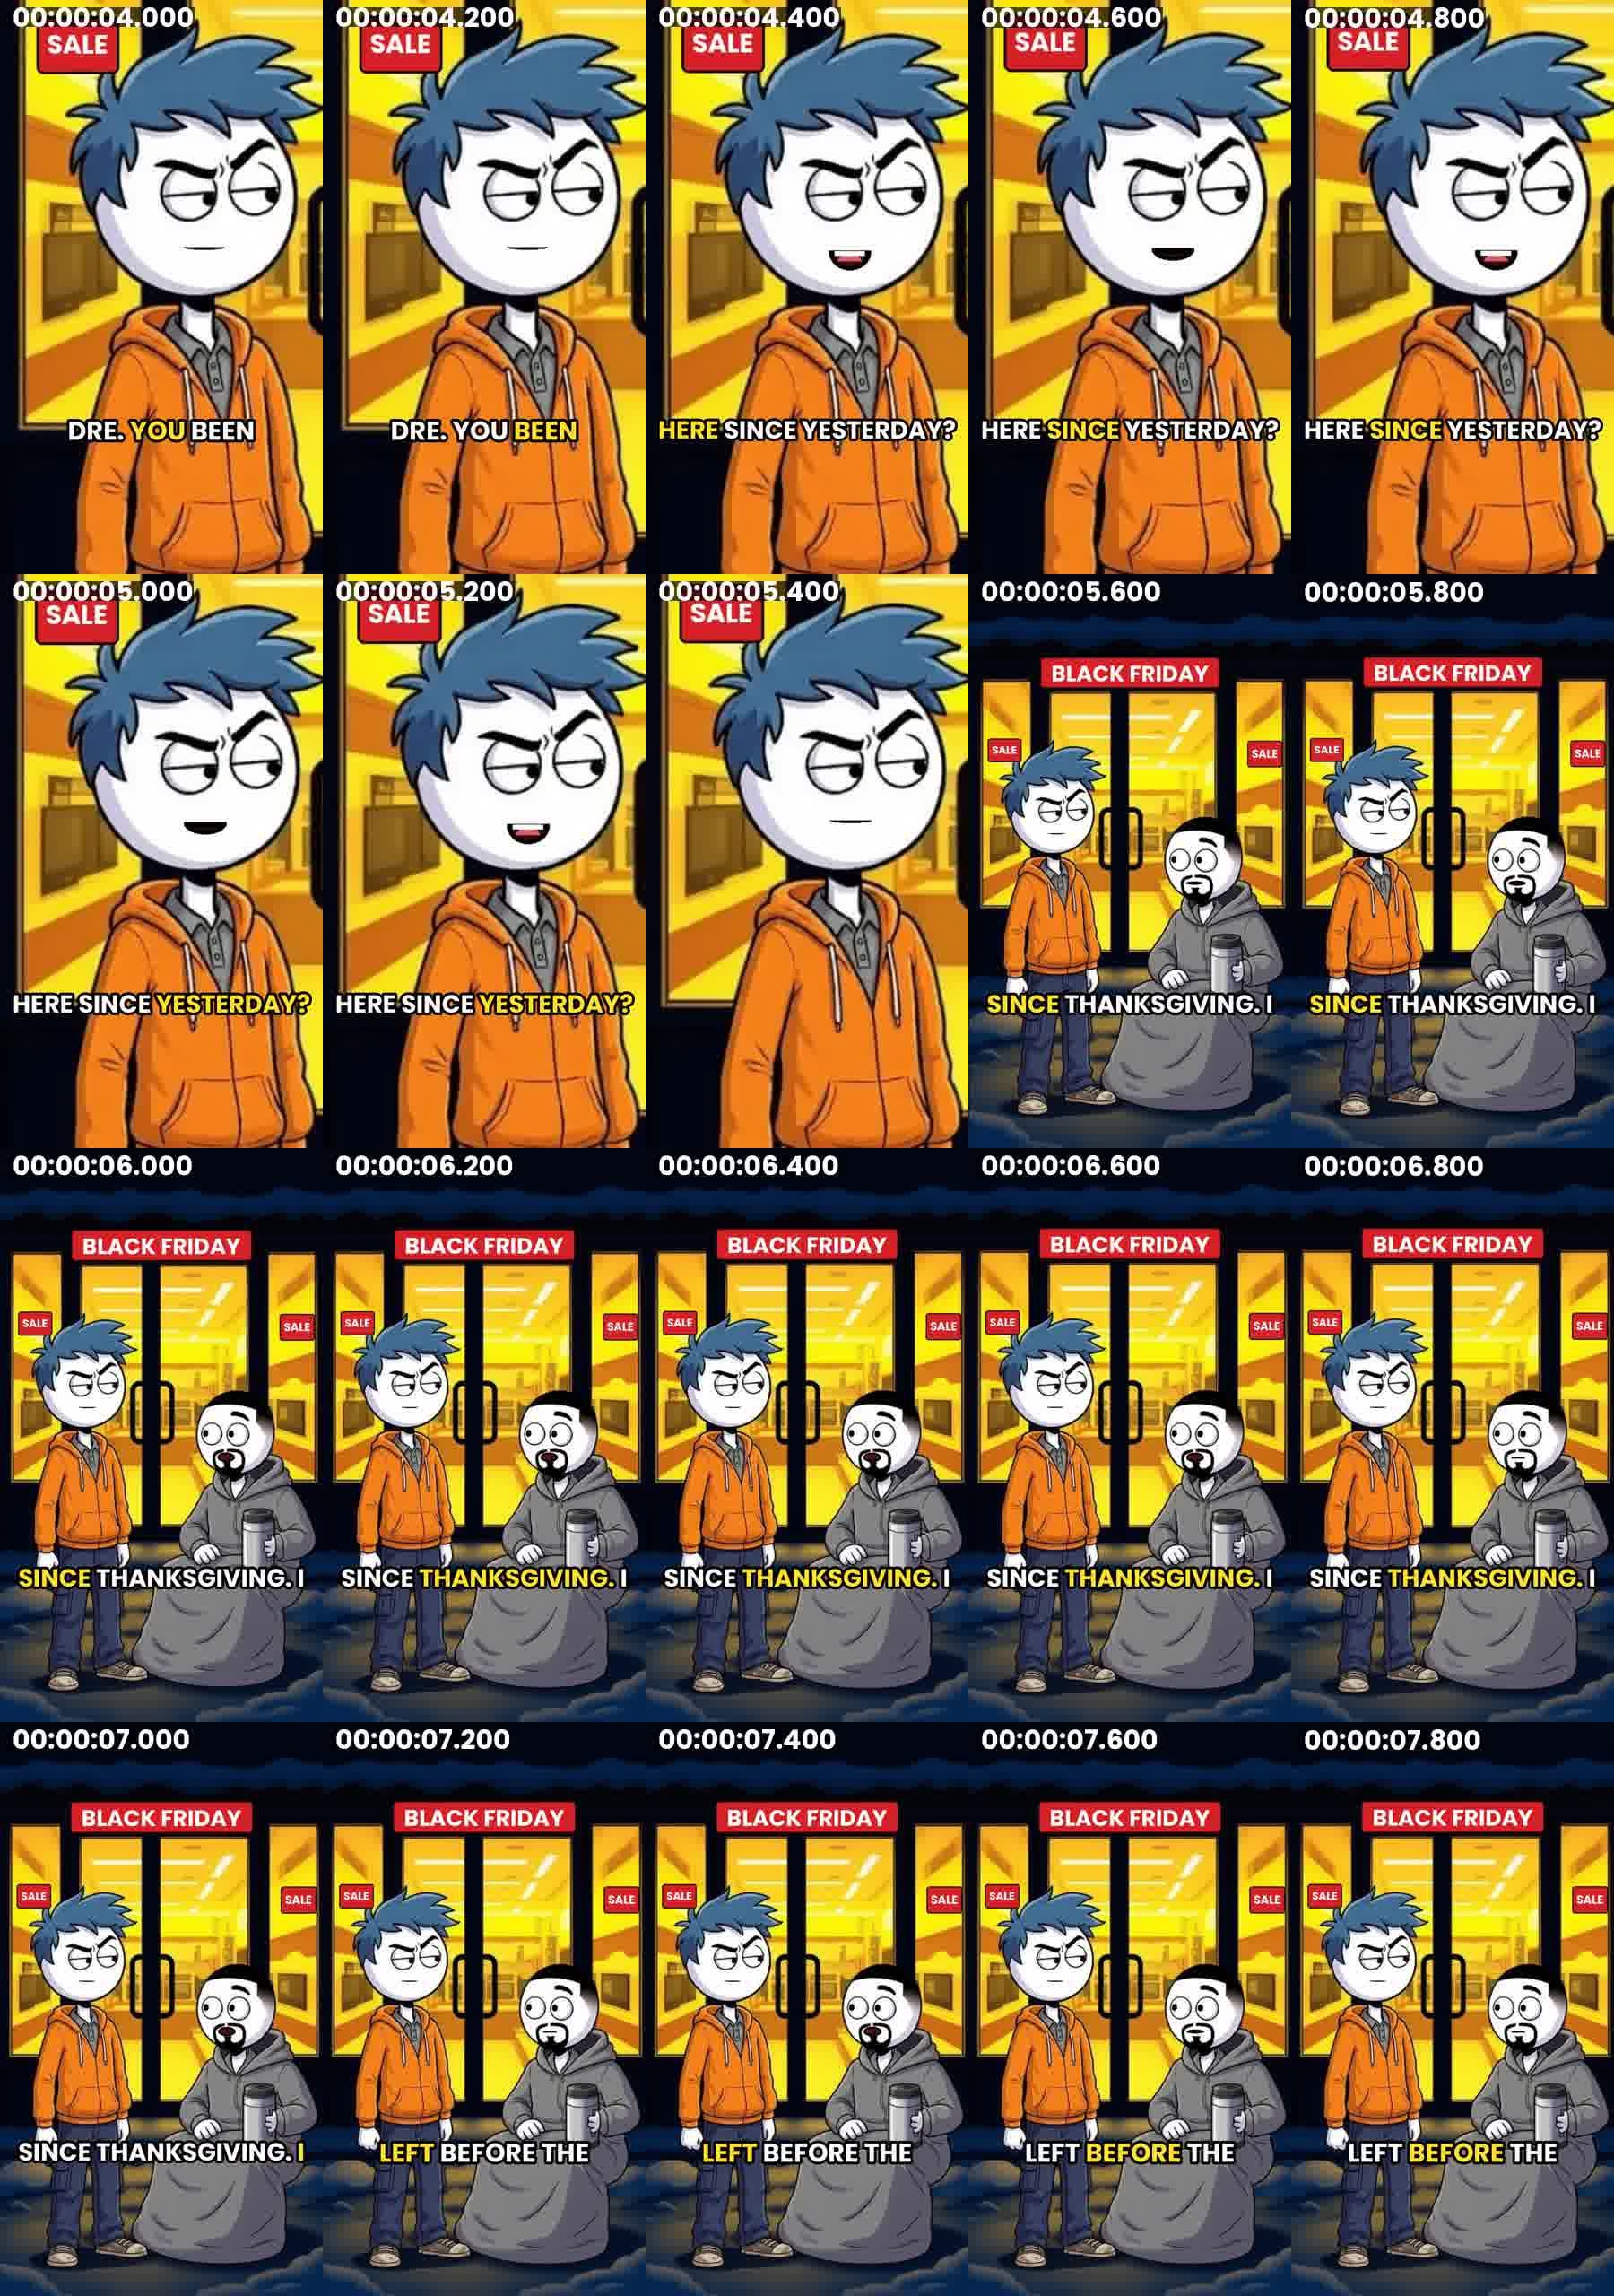 00:00:04.000 00:00:04.200 00:00:04.400 00:00:04.600 00:00:04.800
SALE SALE SALE SALE SALE
DRE. YOU BEEN DRE. YOU BEEN HERE SINCE YESTERDAY? HERE SINCE YESTERDAY? HERE SINCE YESTERDAY?
00:00:05.000 00:00:05.200 00:00:05.400 00:00:05.600 00:00:05.800
SALE SALE SALE
BLACK FRIDAY BLACK FRIDAY
SALE SALE SALE SALE
HERE SINCE YESTERDAY? HERE SINCE YESTERDAY? SINCE THANKSGIVING. I SINCE THANKSGIVING. I
00:00:06.000 00:00:06.200 00:00:06.400 00:00:06.600 00:00:06.800
BLACK FRIDAY BLACK FRIDAY BLACK FRIDAY BLACK FRIDAY BLACK FRIDAY
SALE SALE SALE SALE SALE SALE SALE SALE SALE SALE
SINCE THANKSGIVING. I SINCE THANKSGIVING. I SINCE THANKSGIVING. I SINCE THANKSGIVING. I SINCE THANKSGIVING. I
00:00:07.000 00:00:07.200 00:00:07.400 00:00:07.600 00:00:07.800
BLACK FRIDAY BLACK FRIDAY BLACK FRIDAY BLACK FRIDAY BLACK FRIDAY
SALE SALE SALE SALE SALE SALE SALE SALE SALE SALE
SINCE THANKSGIVING. I LEFT BEFORE THE LEFT BEFORE THE LEFT BEFORE THE LEFT BEFORE THE